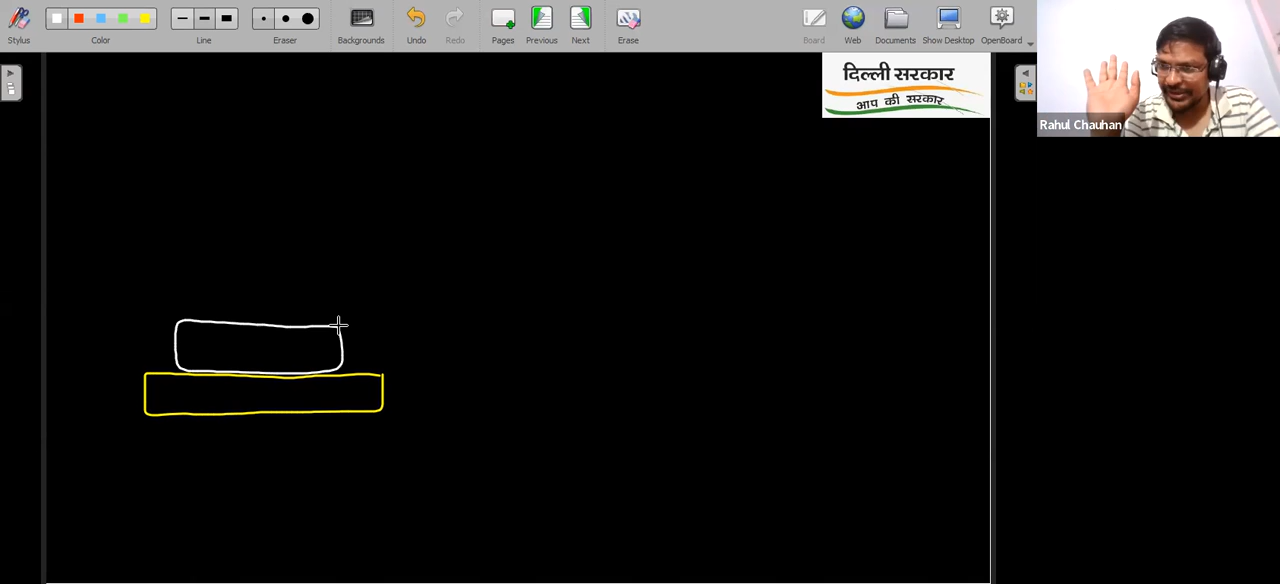 Stylus
Color
Line
Eraser
Backgrounds
Undo
Redo
Pages
Previous
Next
Erase
Board
Web
Documents
Show Desktop
OpenBoard
दिल्ली सरकार
आप की सरकार
Rahul Chauhan